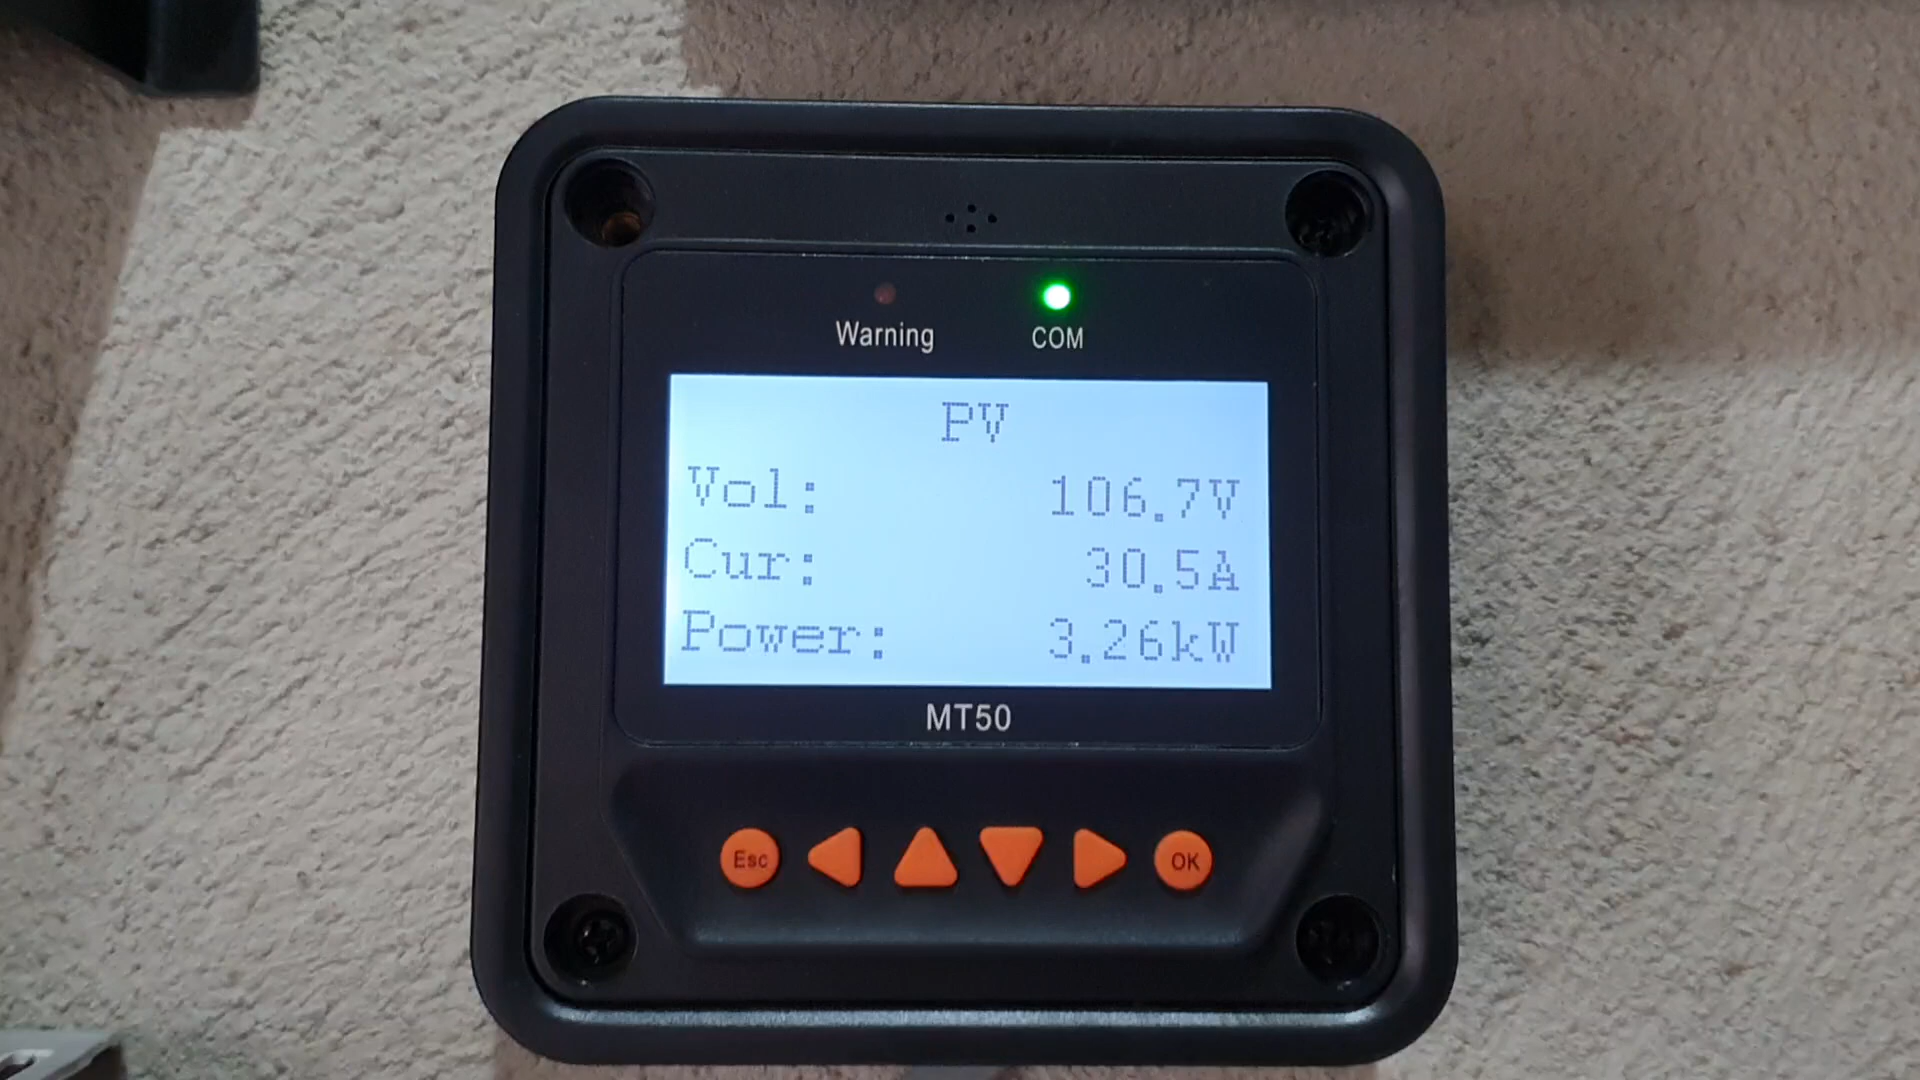 Warning COM
PV
Vol: 106.7V
Cur: 30.5A
Power: 3.26kW
MT50
Esc OK